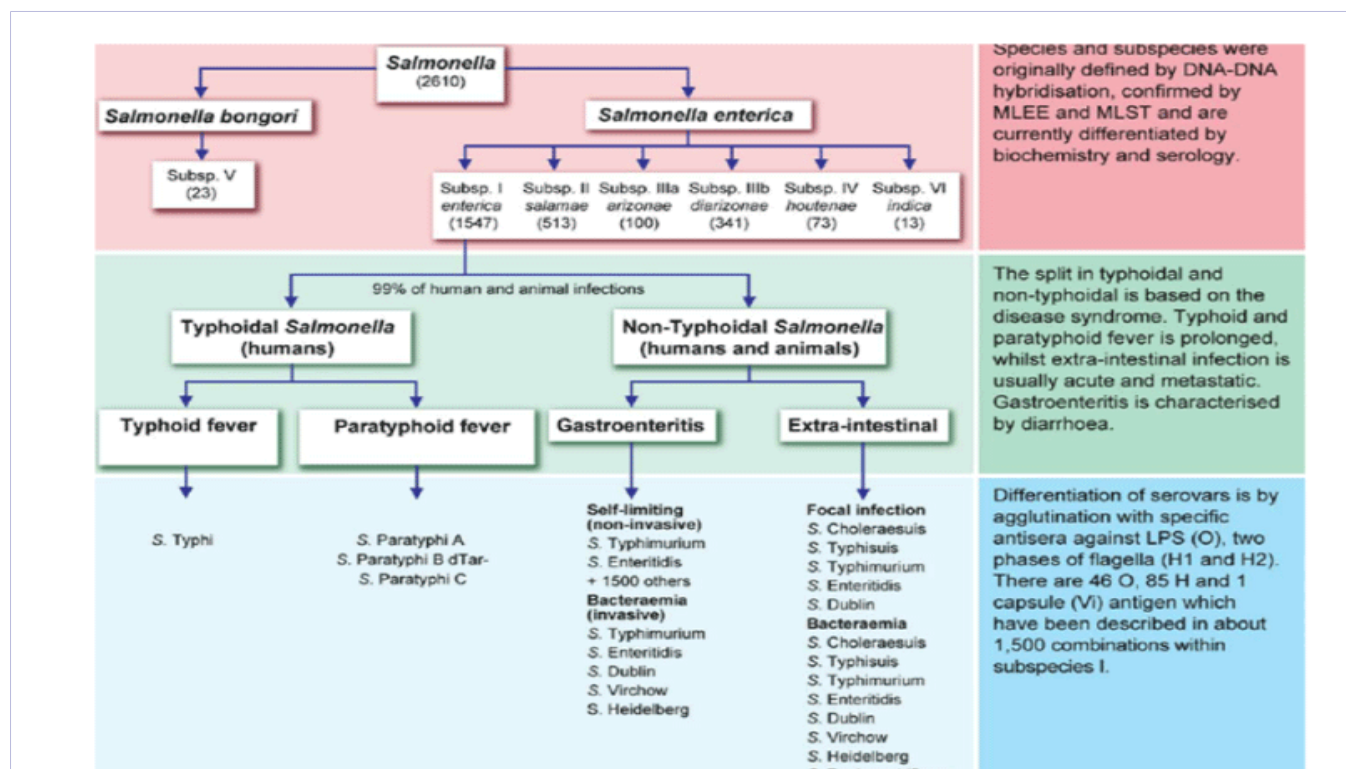 Salmonella
(2610)
Salmonella bongori
Salmonella enterica
Subsp. V
(23)
Subsp. I
enterica
(1547)
Subsp. II
salamae
(513)
Subsp. IIIa
arizonae
(100)
Subsp. IIIb
diarizonae
(341)
Subsp. IV
houtenae
(73)
Subsp. VI
indica
(13)
Species and subspecies were
originally defined by DNA-DNA
hybridisation, confirmed by
MLEE and MLST and are
currently differentiated by
biochemistry and serology.
99% of human and animal infections
Typhoidal Salmonella
(humans)
Non-Typhoidal Salmonella
(humans and animals)
Typhoid fever
Paratyphoid fever
Gastroenteritis
Extra-intestinal
The split in typhoidal and
non-typhoidal is based on the
disease syndrome. Typhoid and
paratyphoid fever is prolonged,
whilst extra-intestinal infection is
usually acute and metastatic.
Gastroenteritis is characterised
by diarrhoea.
S. Typhi
S. Paratyphi A
S. Paratyphi B dTar-
S. Paratyphi C
Self-limiting
(non-invasive)
S. Typhimurium
S. Enteritidis
+ 1500 others
Bacteraemia
(invasive)
S. Typhimurium
S. Enteritidis
S. Dublin
S. Virchow
S. Heidelberg
Focal infection
S. Choleraesuis
S. Typhisuis
S. Typhimurium
S. Enteritidis
S. Dublin
Bacteraemia
S. Choleraesuis
S. Typhisuis
S. Typhimurium
S. Enteritidis
S. Dublin
S. Virchow
S. Heidelberg
Differentiation of serovars is by
agglutination with specific
antisera against LPS (O), two
phases of flagella (H1 and H2).
There are 46 O, 85 H and 1
capsule (Vi) antigen which
have been described in about
1,500 combinations within
subspecies I.